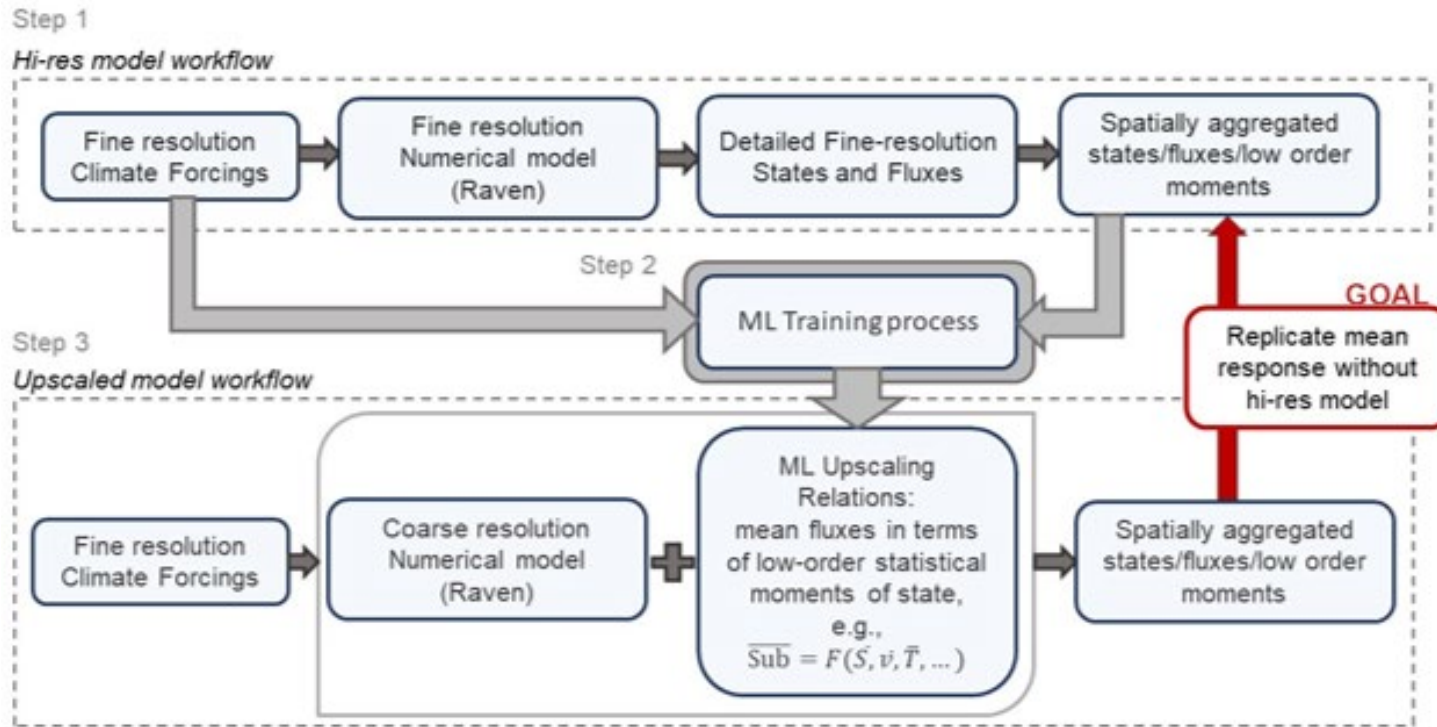 Step 1
Hi-res model workflow
Fine resolution
Climate Forcings
Fine resolution
Numerical model
(Raven)
Detailed Fine-resolution
States and Fluxes
Spatially aggregated
states/fluxes/low order
moments
Step 2
ML Training process
GOAL
Replicate mean
response without
hi-res model
Step 3
Upscaled model workflow
Fine resolution
Climate Forcings
Coarse resolution
Numerical model
(Raven)
ML Upscaling
Relations:
mean fluxes in terms
of low-order statistical
moments of state,
e.g.,
S̅u̅b̅ = F(S̄, v̄, T̄, ... )
Spatially aggregated
states/fluxes/low order
moments